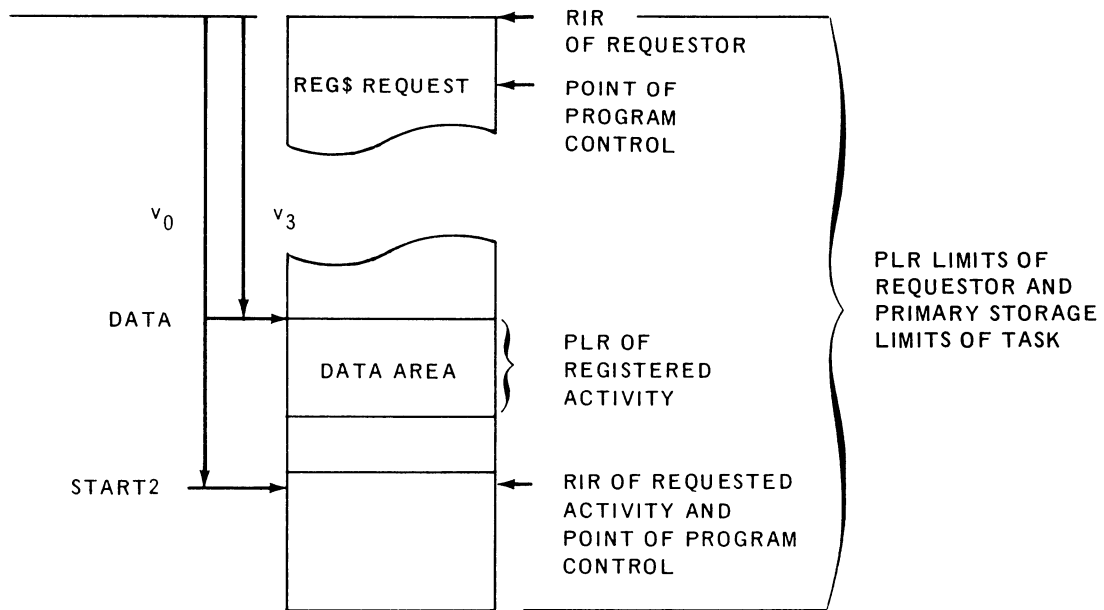 RIR
OF REQUESTOR
REG$ REQUEST
POINT OF
PROGRAM
CONTROL
v0
v3
PLR LIMITS OF
REQUESTOR AND
PRIMARY STORAGE
LIMITS OF TASK
DATA
DATA AREA
PLR OF
REGISTERED
ACTIVITY
START2
RIR OF REQUESTED
ACTIVITY AND
POINT OF PROGRAM
CONTROL